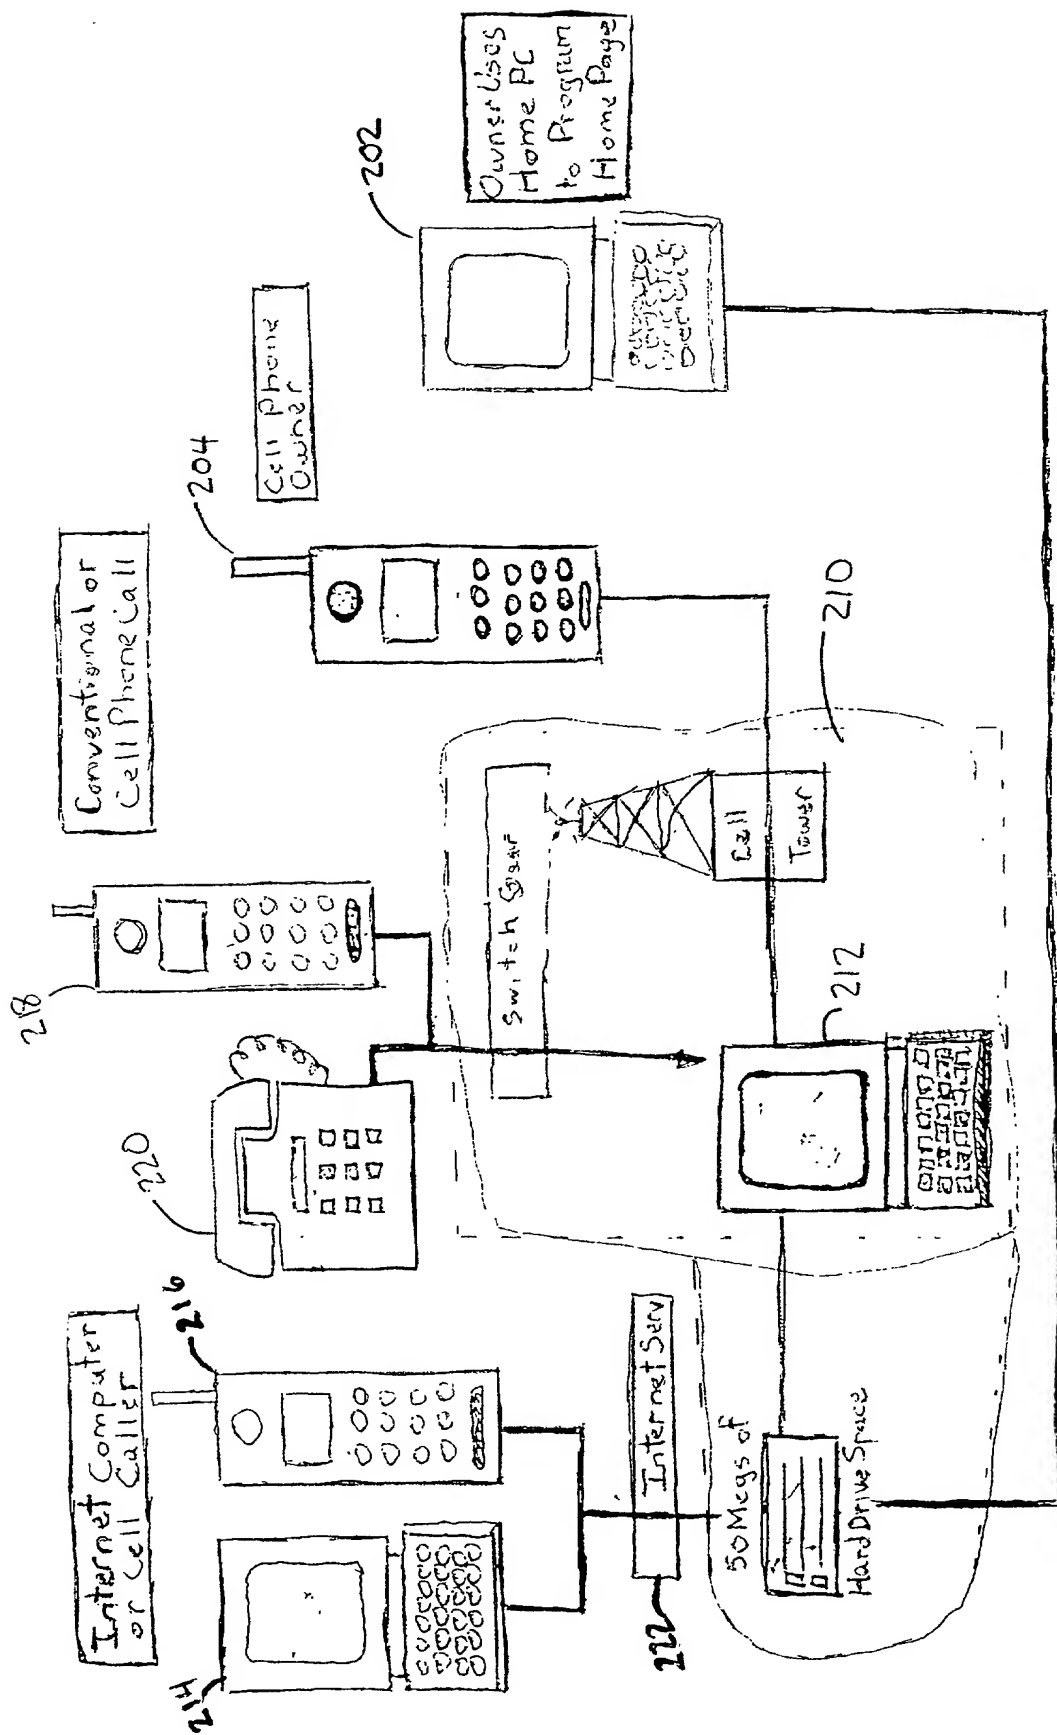 Internet Computer
or Cell Caller
214
216
220
218
Conventional or
Cell Phone Call
204
Cell Phone
Owner
202
Owner Uses
Home PC
to Program
Home Page
222
Internet Serv
50 Megs of
Hard Drive Space
Switch Gear
Cell
Tower
212
210